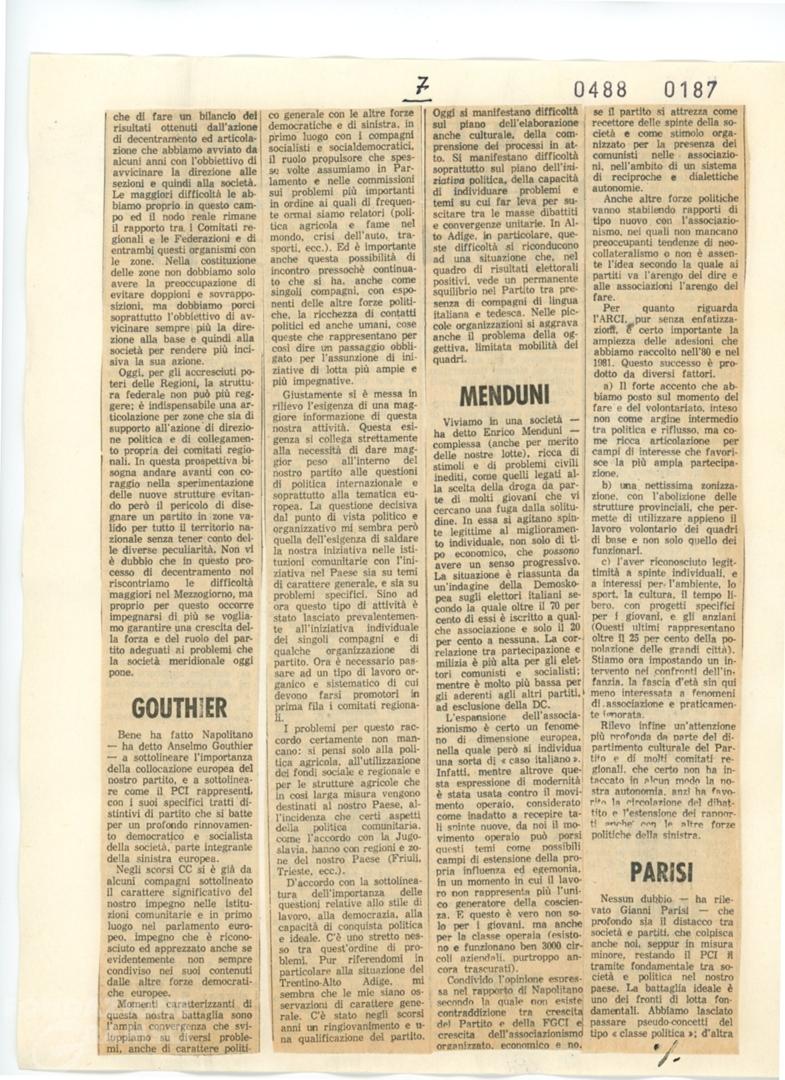 7
0488 0187
che di fare un bilancio dei
risultati ottenuti dall'azione
di decentramento ed articola-
zione che abbiamo avviato da
alcuni anni con l'obbiettivo di
avvicinare la direzione alle
sezioni e quindi alla società.
Le maggiori difficoltà le ab-
biamo proprio in questo cam-
po ed il nodo reale rimane
il rapporto tra i Comitati re-
gionali e le Federazioni e di
entrambi questi organismi con
le zone. Nella costituzione
delle zone non dobbiamo solo
avere la preoccupazione di
evitare doppioni e sovrappo-
sizioni, ma dobbiamo porci
soprattutto l'obbiettivo di av-
vicinare sempre più la dire-
zione alla base e quindi alla
società per rendere più inci-
siva la sua azione.
Oggi, per gli accresciuti po-
teri delle Regioni, la struttu-
ra federale non può più reg-
gere; è indispensabile una ar-
ticolazione per zone che sia di
supporto all'azione di direzio-
ne politica e di collegamen-
to propria dei comitati regio-
nali. In questa prospettiva bi-
sogna andare avanti con co-
raggio nella sperimentazione
delle nuove strutture evitan-
do però il pericolo di dise-
gnare un partito in zone va-
lido per tutto il territorio na-
zionale senza tener conto del-
le diverse peculiarità. Non vi
è dubbio che in questo pro-
cesso di decentramento noi
riscontriamo le difficoltà
maggiori nel Mezzogiorno, ma
proprio per questo occorre
impegnarsi di più se voglia-
mo garantire una crescita del-
la forza e del ruolo del par-
tito adeguati ai problemi che
la società meridionale oggi
pone.
GOUTHIER
Bene ha fatto Napolitano
— ha detto Anselmo Gouthier
— a sottolineare l'importanza
della collocazione europea del
nostro partito, e a sottolinea-
re come il PCI rappresenti,
con i suoi specifici tratti di-
stintivi di partito che si batte
per un profondo rinnovamen-
to democratico e socialista
della società, parte integrante
della sinistra europea.
Negli scorsi CC si è già da
alcuni compagni sottolineato
il carattere significativo del
nostro impegno nelle istitu-
zioni comunitarie e in primo
luogo nel parlamento euro-
peo, impegno che è ricono-
sciuto ed apprezzato anche se
evidentemente non sempre
condiviso nei suoi contenuti
dalle altre forze democrati-
che europee.
Momenti caratterizzanti di
questa nostra battaglia sono
l'ampia convergenza che svi-
luppiamo su diversi proble-
mi, anche di carattere politi-
co generale con le altre forze
democratiche e di sinistra, in
primo luogo con i compagni
socialisti e socialdemocratici,
il ruolo propulsore che spes-
se volte assumiamo in Par-
lamento e nelle commissioni
sui problemi più importanti
in ordine ai quali di frequen-
te ormai siamo relatori (poli-
tica agricola e fame nel
mondo, crisi dell'auto, tra-
sporti, ecc.). Ed è importante
anche questa possibilità di
incontro pressochè continua-
to che si ha, anche come
singoli compagni, con espo-
nenti delle altre forze politi-
che, la ricchezza di contatti
politici ed anche umani, cose
queste che rappresentano per
così dire un passaggio obbli-
gato per l'assunzione di ini-
ziative di lotta più ampie e
più impegnative.
Giustamente si è messa in
rilievo l'esigenza di una mag-
giore informazione di questa
nostra attività. Questa esi-
genza si collega strettamente
alla necessità di dare mag-
gior peso all'interno del
nostro partito alle questioni
di politica internazionale e
soprattutto alla tematica eu-
ropea. La questione decisiva
dal punto di vista politico e
organizzativo mi sembra però
quella dell'esigenza di saldare
la nostra iniziativa nelle isti-
tuzioni comunitarie con l'i-
niziativa nel Paese sia su temi
di carattere generale, e sia su
problemi specifici. Sino ad
ora questo tipo di attività è
stato lasciato prevalentemen-
te all'iniziativa individuale
dei singoli compagni e di
qualche organizzazione di
partito. Ora è necessario pas-
sare ad un tipo di lavoro or-
ganico e sistematico di cui
devono farsi promotori in
prima fila i comitati regiona-
li.
I problemi per questo rac-
cordo certamente non man-
cano: si pensi solo alla poli-
tica agricola, all'utilizzazione
dei fondi sociale e regionale e
per le strutture agricole che
in così larga misura vengono
destinati al nostro Paese, al-
l'incidenza che certi aspetti
della politica comunitaria,
come l'accordo con la Jugo-
slavia, hanno con regioni e zo-
ne del nostro Paese (Friuli,
Trieste, ecc.).
D'accordo con la sottolinea-
tura dell'importanza delle
questioni relative allo stile di
lavoro, alla democrazia, alla
capacità di conquista politica
e ideale. C'è uno stretto nes-
so tra quest'ordine di pro-
blemi. Pur riferendomi in
particolare alla situazione del
Trentino-Alto Adige, mi
sembra che le mie siano os-
servazioni di carattere gene-
rale. C'è stato negli scorsi
anni un ringiovanimento e u-
na qualificazione del partito.
Oggi si manifestano difficoltà
sul piano dell'elaborazione
anche culturale, della com-
prensione dei processi in at-
to. Si manifestano difficoltà
soprattutto sul piano dell'ini-
ziativa politica, della capacità
di individuare problemi e
temi su cui far leva per su-
scitare tra le masse dibattiti
e convergenze unitarie. In Al-
to Adige, in particolare, que-
ste difficoltà si riconducono
ad una situazione che, nel
quadro di risultati elettorali
positivi, vede un permanente
squilibrio nel Partito tra pre-
senza di compagni di lingua
italiana e tedesca. Nelle pic-
cole organizzazioni si aggrava
anche il problema della og-
gettiva, limitata mobilità dei
quadri.
MENDUNI
Viviamo in una società —
ha detto Enrico Menduni —
complessa (anche per merito
delle nostre lotte), ricca di
stimoli e di problemi civili
inediti, come quelli legati al-
la scelta della droga da par-
te di molti giovani che vi
cercano una fuga dalla solitu-
dine. In essa si agitano spin-
te legittime al miglioramen-
to individuale, non solo di ti-
po economico, che possono
avere un senso progressivo.
La situazione è riassunta da
un'indagine della Demosko-
pea sugli elettori italiani se-
condo la quale oltre il 70 per
cento di essi è iscritto a qual-
che associazione e solo il 20
per cento a nessuna. La cor-
relazione tra partecipazione e
milizia è più alta per gli elet-
tori comunisti e socialisti;
mentre è molto più bassa per
gli aderenti agli altri partiti,
ad esclusione della DC.
L'espansione dell'associa-
zionismo è certo un fenome-
no di dimensione europea,
nella quale però si individua
una sorta di « caso italiano ».
Infatti, mentre altrove que-
sta espressione di modernità
è stata usata contro il movi-
mento operaio, considerato
come inadatto a recepire ta-
li spinte nuove, da noi il mo-
vimento operaio può porsi
questi temi come possibili
campi di estensione della pro-
pria influenza ed egemonia,
in un momento in cui il lavo-
ro non rappresenta più l'uni-
co generatore della coscien-
za. E questo è vero non so-
lo per i giovani, ma anche
per la classe operaia (esisto-
no e funzionano ben 3000 cir-
coli aziendali, purtroppo an-
cora trascurati).
Condivido l'opinione espres-
sa nel rapporto di Napolitano
secondo la quale non esiste
contraddizione tra crescita
del Partito e della FGCI e
crescita dell'associazionismo
organizzato, economico e no,
se il partito si attrezza come
recettore delle spinte della so-
cietà e come stimolo orga-
nizzato per la presenza dei
comunisti nelle associazio-
ni, nell'ambito di un sistema
di reciproche e dialettiche
autonomie.
Anche altre forze politiche
vanno stabilendo rapporti di
tipo nuovo con l'associazio-
nismo, nei quali non mancano
preoccupanti tendenze di neo-
collateralismo o non è assen-
te l'idea secondo la quale ai
partiti va l'arengo del dire e
alle associazioni l'arengo del
fare.
Per quanto riguarda
l'ARCI, pur senza enfatizza-
zioni, è certo importante la
ampiezza delle adesioni che
abbiamo raccolto nell'80 e nel
1981. Questo successo è pro-
dotto da diversi fattori.
a) Il forte accento che ab-
biamo posto sul momento del
fare e del volontariato, inteso
non come argine intermedio
tra politica e riflusso, ma co-
me ricca articolazione per
campi di interesse che favori-
sce la più ampia partecipa-
zione.
b) una nettissima zonizza-
zione, con l'abolizione delle
strutture provinciali, che per-
mette di utilizzare appieno il
lavoro volontario dei quadri
di base e non solo quello dei
funzionari.
c) l'aver riconosciuto legit-
timità a spinte individuali, e
a interessi per l'ambiente, lo
sport, la cultura, il tempo li-
bero, con progetti specifici
per i giovani, e gli anziani
(Questi ultimi rappresentano
oltre il 25 per cento della po-
polazione delle grandi città).
Stiamo ora impostando un in-
tervento nei confronti dell'in-
fanzia, la fascia d'età sin qui
meno interessata a fenomeni
di associazione e praticamen-
te ignorata.
Rilevo infine un'attenzione
più profonda da parte del di-
partimento culturale del Par-
tito e di molti comitati re-
gionali, che certo non ha in-
taccato in alcun modo la no-
stra autonomia, anzi ha favo-
rito la circolazione del dibat-
tito e l'estensione dei rappor-
ti anche con le altre forze
politiche della sinistra.
PARISI
Nessun dubbio — ha rile-
vato Gianni Parisi — che
profondo sia il distacco tra
società e partiti, che colpisca
anche noi, seppur in misura
minore, restando il PCI il
tramite fondamentale tra so-
cietà e politica nel nostro
paese. La battaglia ideale è
uno dei fronti di lotta fon-
damentali. Abbiamo lasciato
passare pseudo-concetti del
tipo « classe politica »; d'altra